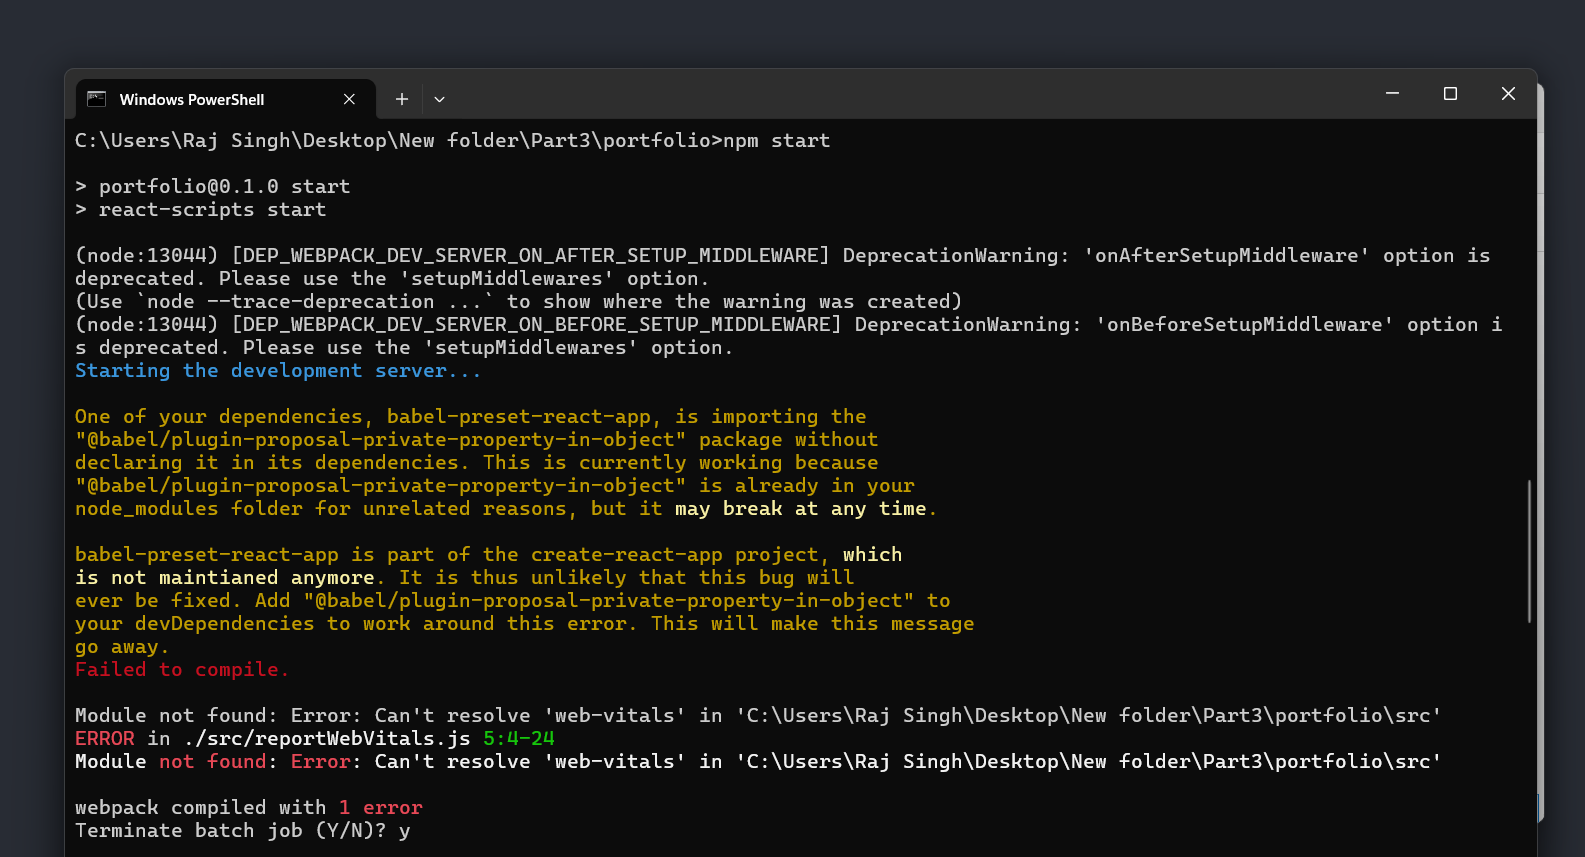 Windows PowerShell
C:\Users\Raj Singh\Desktop\New folder\Part3\portfolio>npm start
> portfolio@0.1.0 start
> react-scripts start
(node:13044) [DEP_WEBPACK_DEV_SERVER_ON_AFTER_SETUP_MIDDLEWARE] DeprecationWarning: 'onAfterSetupMiddleware' option is
deprecated. Please use the 'setupMiddlewares' option.
(Use `node --trace-deprecation ...` to show where the warning was created)
(node:13044) [DEP_WEBPACK_DEV_SERVER_ON_BEFORE_SETUP_MIDDLEWARE] DeprecationWarning: 'onBeforeSetupMiddleware' option i
s deprecated. Please use the 'setupMiddlewares' option.
Starting the development server...
One of your dependencies, babel-preset-react-app, is importing the
"@babel/plugin-proposal-private-property-in-object" package without
declaring it in its dependencies. This is currently working because
"@babel/plugin-proposal-private-property-in-object" is already in your
node_modules folder for unrelated reasons, but it may break at any time.
babel-preset-react-app is part of the create-react-app project, which
is not maintianed anymore. It is thus unlikely that this bug will
ever be fixed. Add "@babel/plugin-proposal-private-property-in-object" to
your devDependencies to work around this error. This will make this message
go away.
Failed to compile.
Module not found: Error: Can't resolve 'web-vitals' in 'C:\Users\Raj Singh\Desktop\New folder\Part3\portfolio\src'
ERROR in ./src/reportWebVitals.js 5:4-24
Module not found: Error: Can't resolve 'web-vitals' in 'C:\Users\Raj Singh\Desktop\New folder\Part3\portfolio\src'
webpack compiled with 1 error
Terminate batch job (Y/N)? y